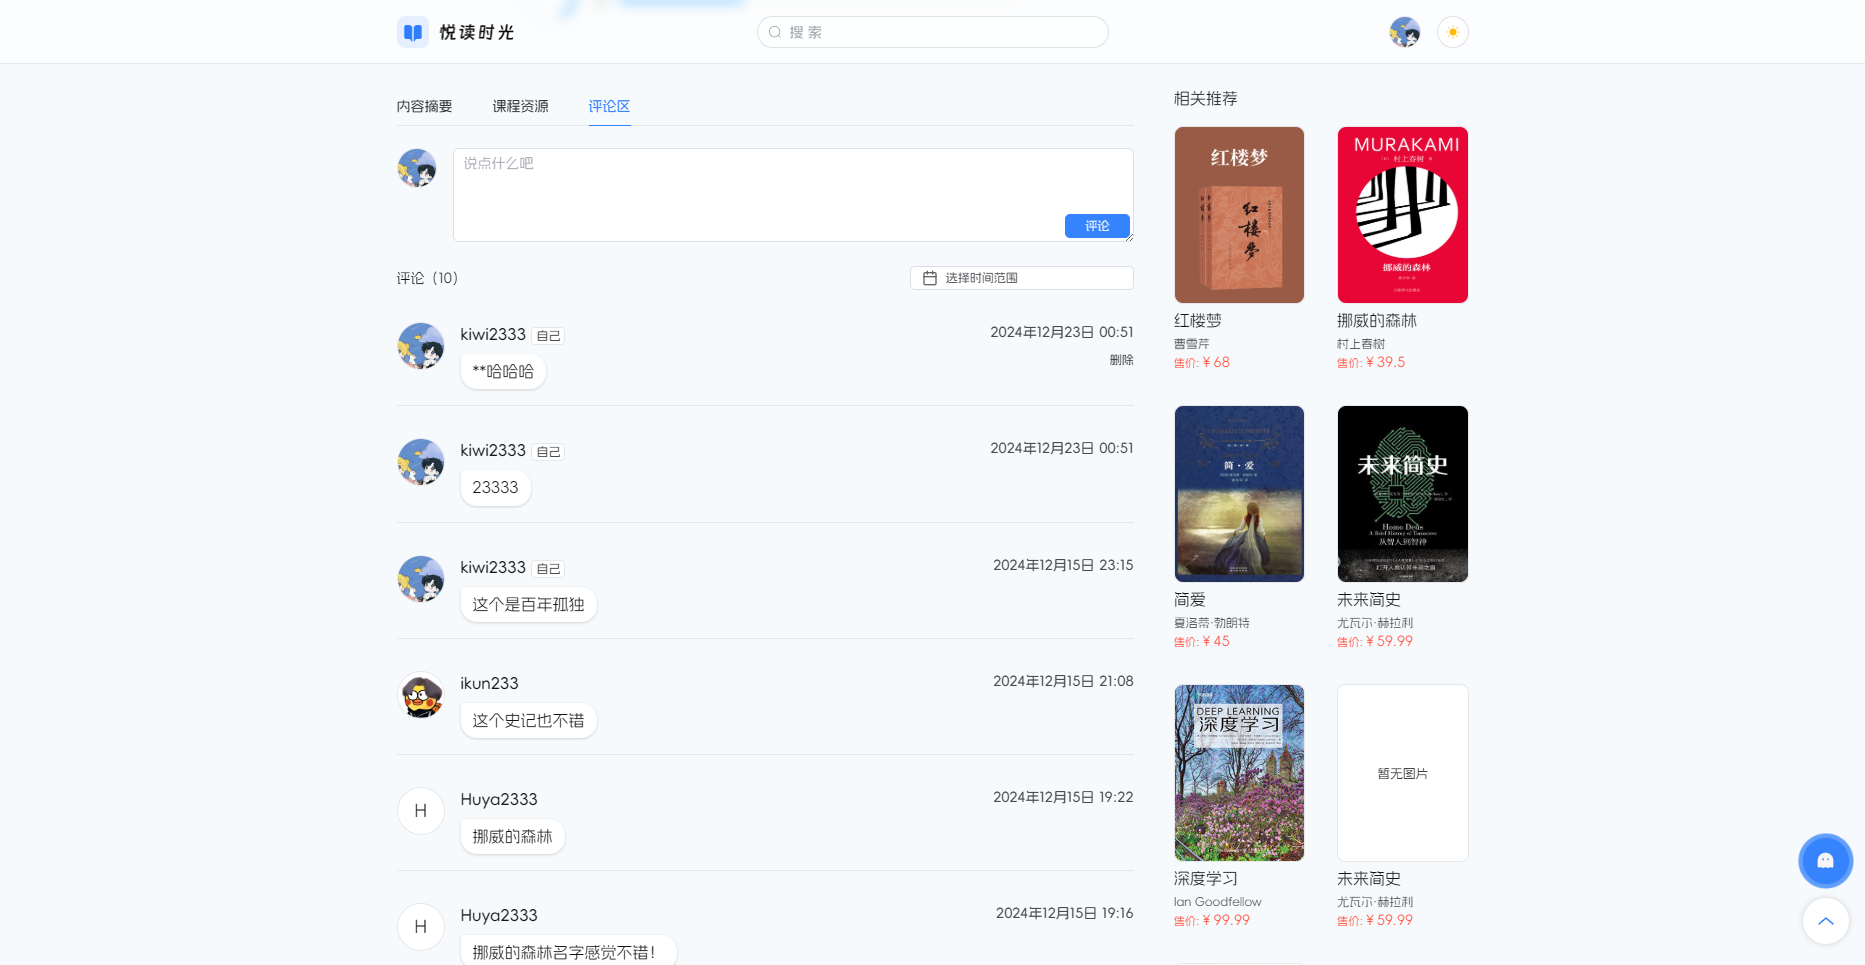 悦读时光
搜 索
内容摘要
课程资源
评论区
说点什么吧
评论
评论（10）
选择时间范围
kiwi2333 自己
2024年12月23日 00:51
**哈哈哈
删除
kiwi2333 自己
2024年12月23日 00:51
23333
kiwi2333 自己
2024年12月15日 23:15
这个是百年孤独
ikun233
2024年12月15日 21:08
这个史记也不错
H
Huya2333
2024年12月15日 19:22
挪威的森林
H
Huya2333
2024年12月15日 19:16
挪威的森林名字感觉不错！
相关推荐
红楼梦
红楼夢
红楼梦
曹雪芹
售价: ¥ 68
MURAKAMI
村上春树
挪威的森林
挪威的森林
村上春树
售价: ¥ 39.5
简·爱
简爱
夏洛蒂·勃朗特
售价: ¥ 45
未来简史
Homo Deus
A Brief History of Tomorrow
从智人到智神
未来简史
尤瓦尔·赫拉利
售价: ¥ 59.99
DEEP LEARNING
深度学习
深度学习
Ian Goodfellow
售价: ¥ 99.99
暂无图片
未来简史
尤瓦尔·赫拉利
售价: ¥ 59.99